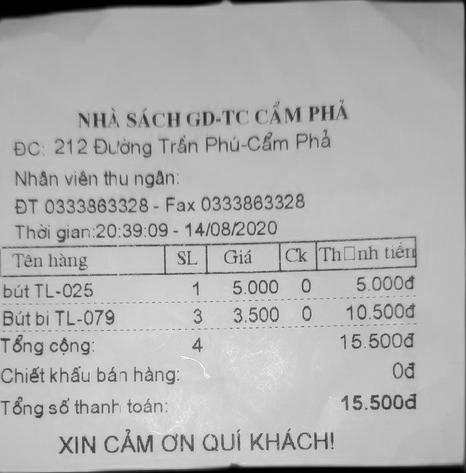 NHÀ SÁCH GD-TC CẨM PHẢ
ĐC: 212 Đường Trần Phú-Cẩm Phả
Nhân viên thu ngân:
ĐT 0333863328 - Fax 0333863328
Thời gian:20:39:09 - 14/08/2020
Tên hàng SL Giá Ck Th□nh tiền
bút TL-025 1 5.000 0 5.000đ
Bút bi TL-079 3 3.500 0 10.500đ
Tổng cộng: 4 15.500đ
Chiết khấu bán hàng: 0đ
Tổng số thanh toán: 15.500đ
XIN CẢM ƠN QUÍ KHÁCH!